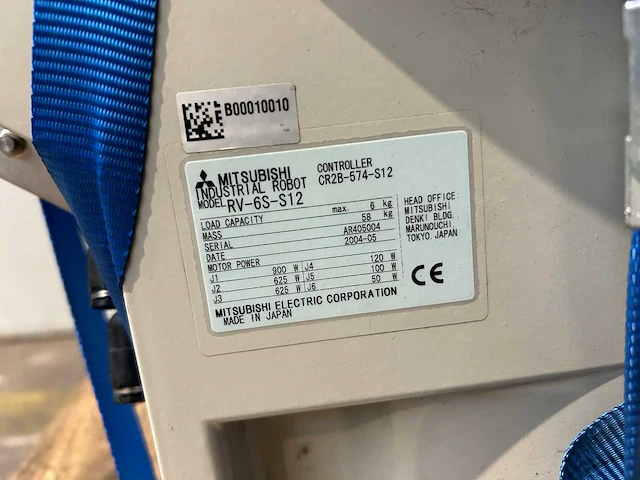 B00010010
MITSUBISHI CONTROLLER
INDUSTRIAL ROBOT CR2B-574-S12
MODEL RV-6S-S12
LOAD CAPACITY max. 6 kg
MASS 58 kg
SERIAL AR405004
DATE 2004-05
MOTOR POWER
J1 900 W J4 120 W
J2 625 W J5 100 W
J3 625 W J6 50 W
MITSUBISHI ELECTRIC CORPORATION
MADE IN JAPAN
HEAD OFFICE
MITSUBISHI
DENKI BLDG.
MARUNOUCHI
TOKYO. JAPAN
CE